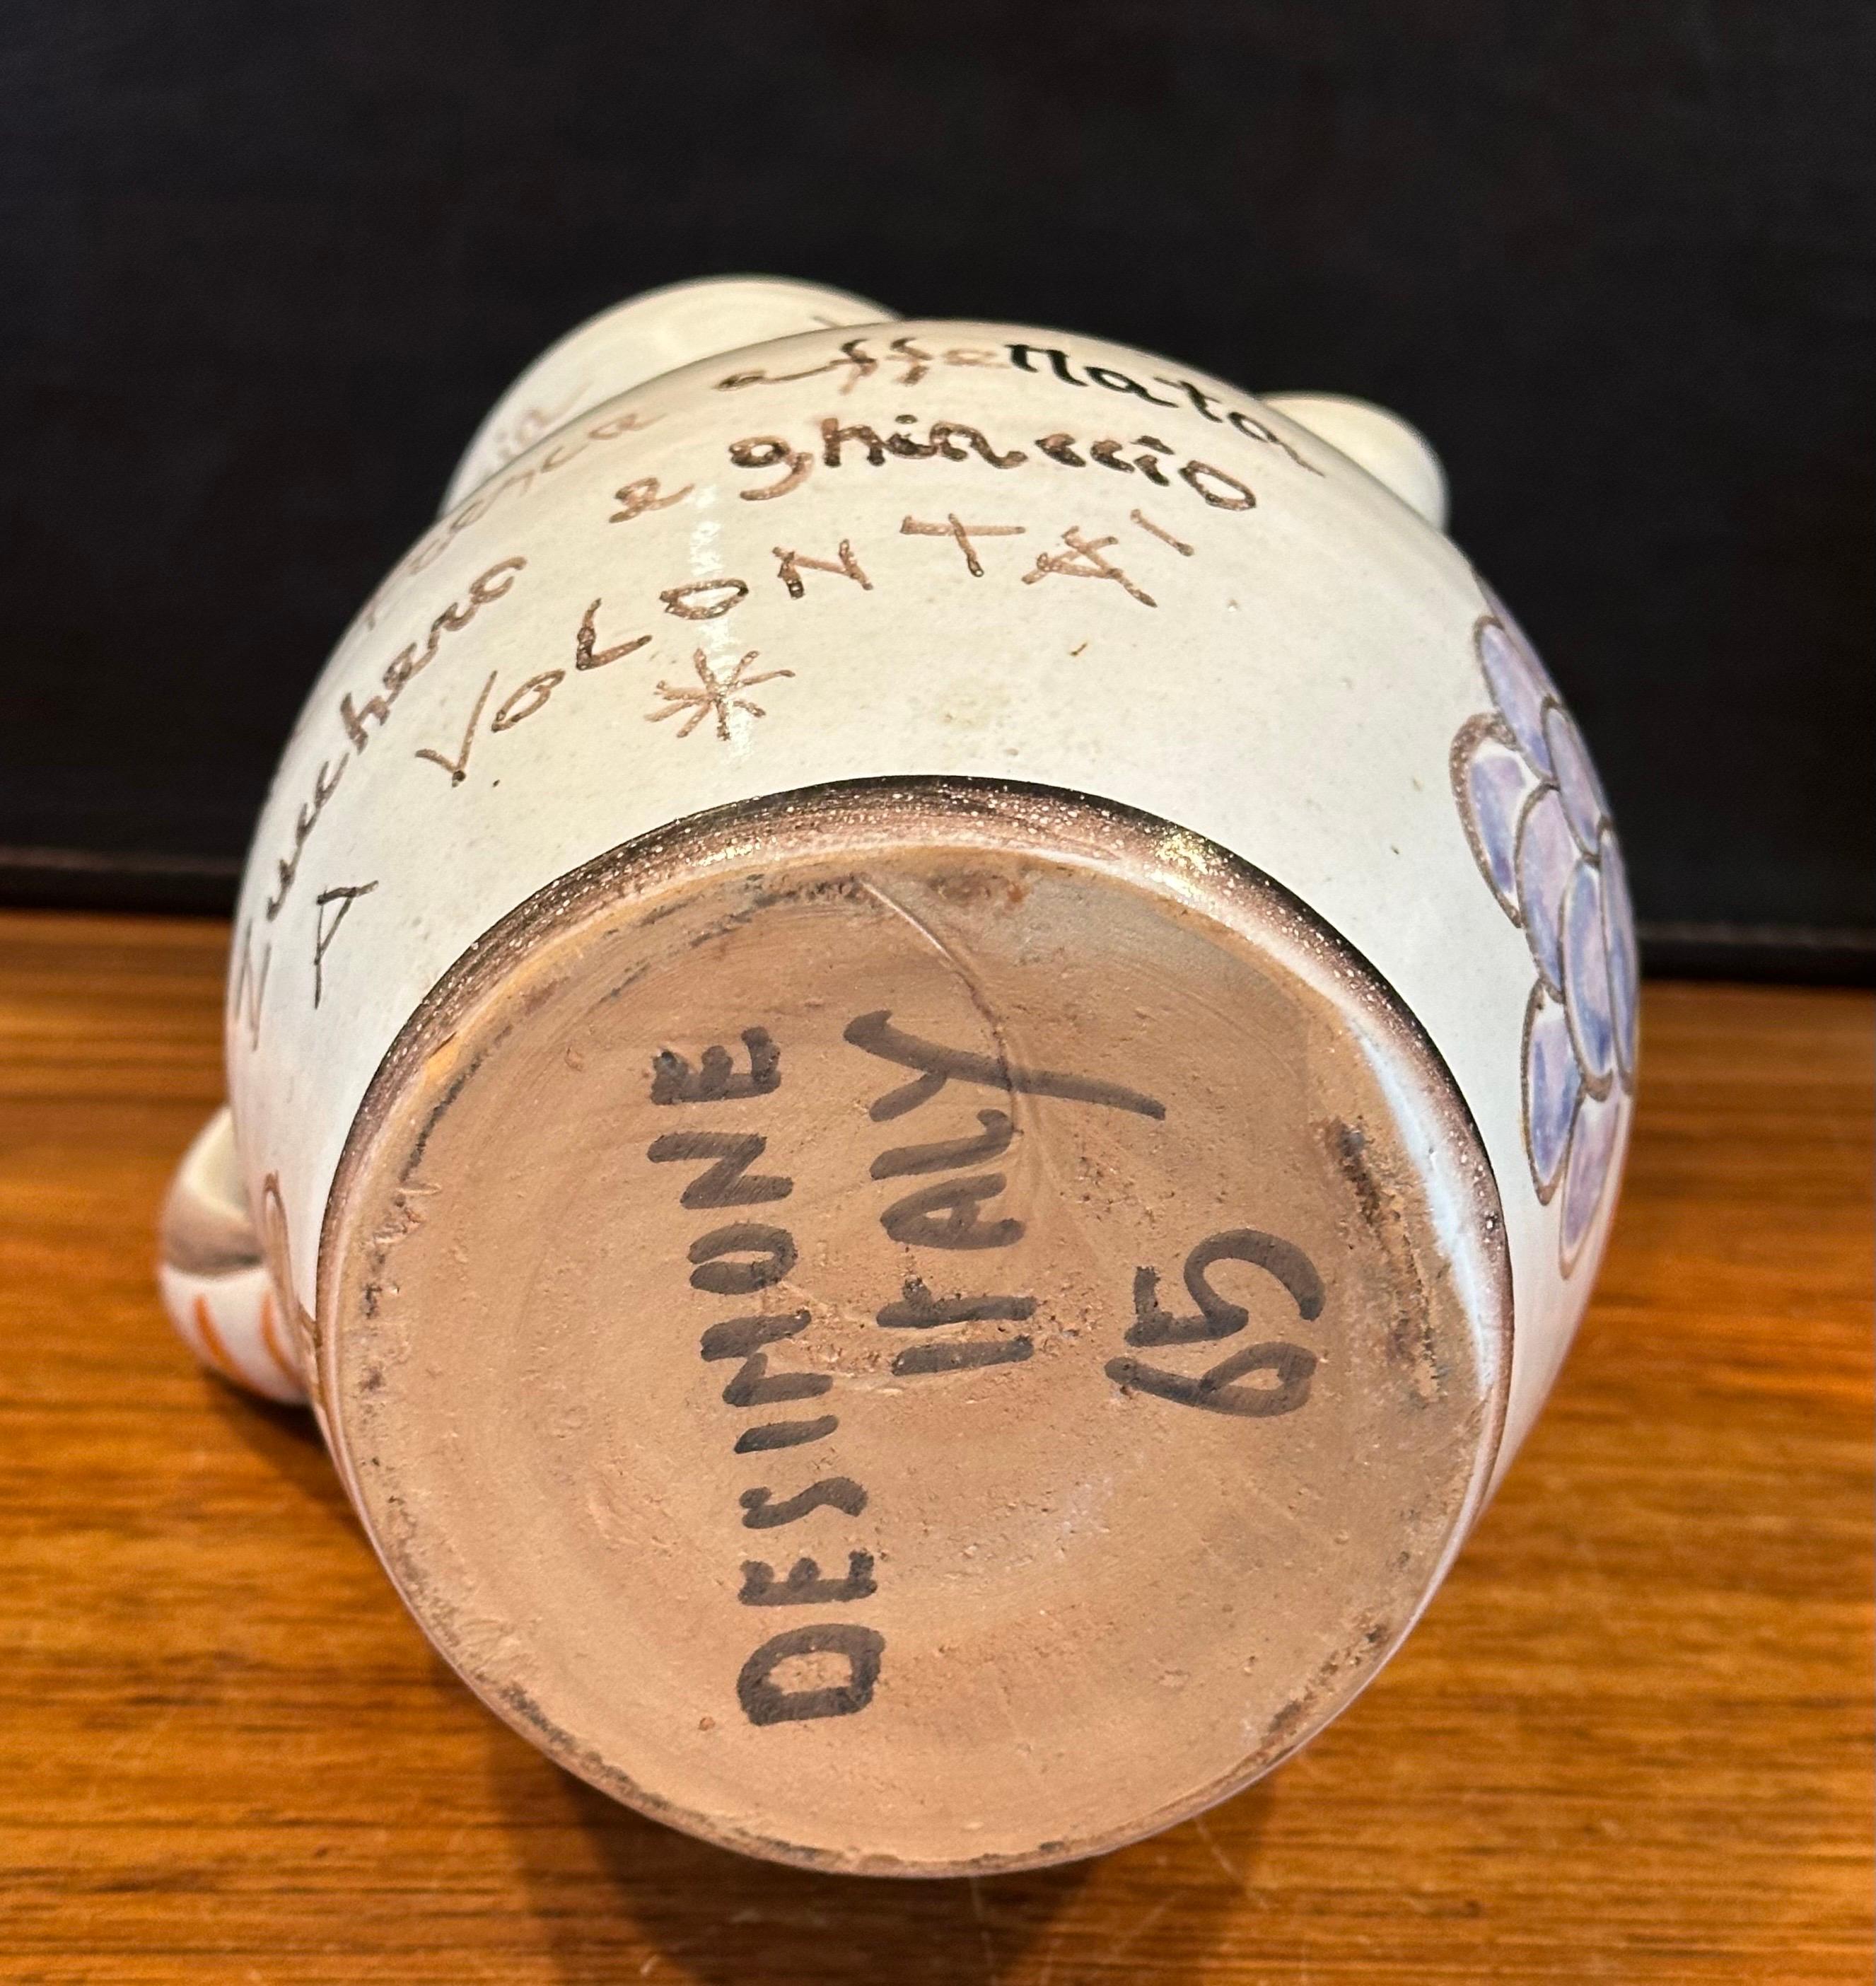 affettata
Zucchero e ghiaccio
A VOLONTA'
*
DESIMONE
ITALY
65